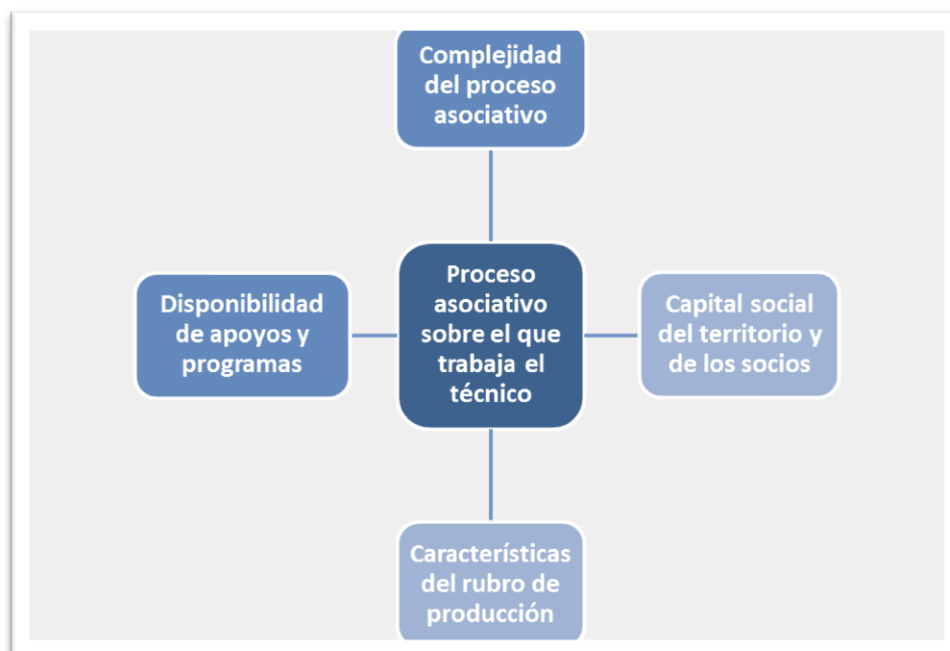 Complejidad
del proceso
asociativo
Disponibilidad
de apoyos y
programas
Proceso
asociativo
sobre el que
trabaja el
técnico
Capital social
del territorio y
de los socios
Características
del rubro de
producción